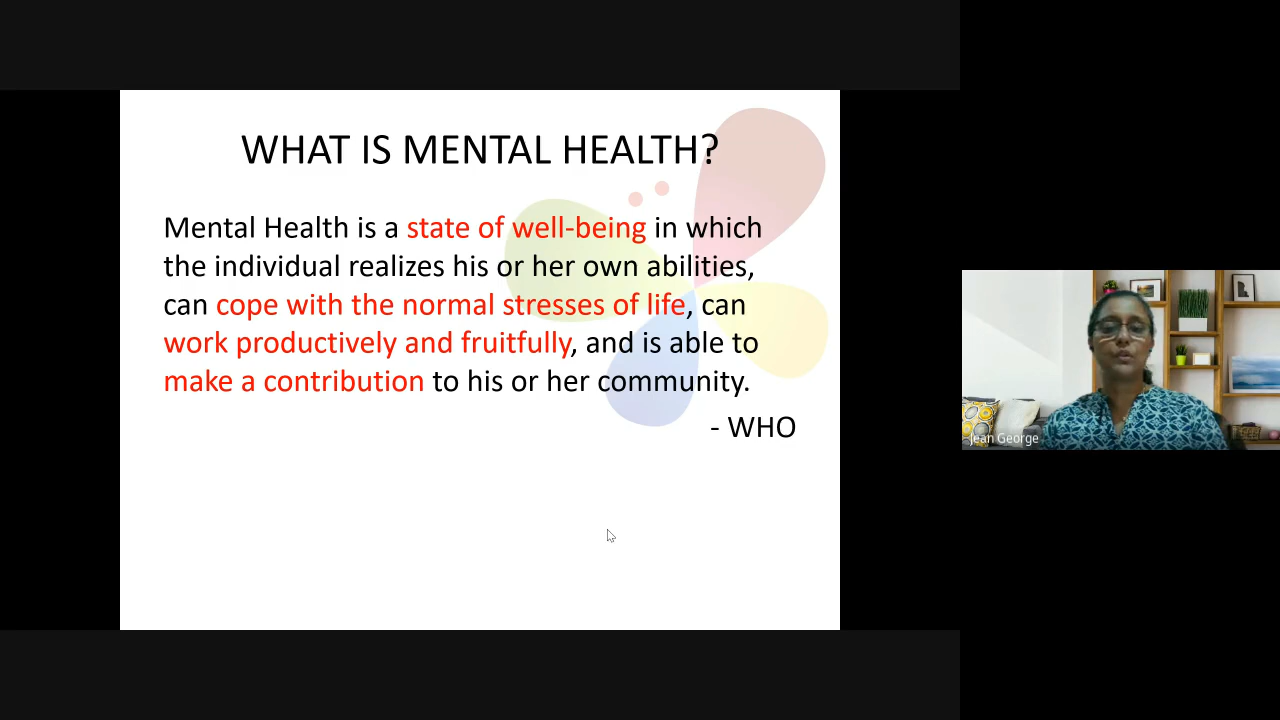 WHAT IS MENTAL HEALTH?
Mental Health is a state of well-being in which
the individual realizes his or her own abilities,
can cope with the normal stresses of life, can
work productively and fruitfully, and is able to
make a contribution to his or her community.
- WHO
Jean George